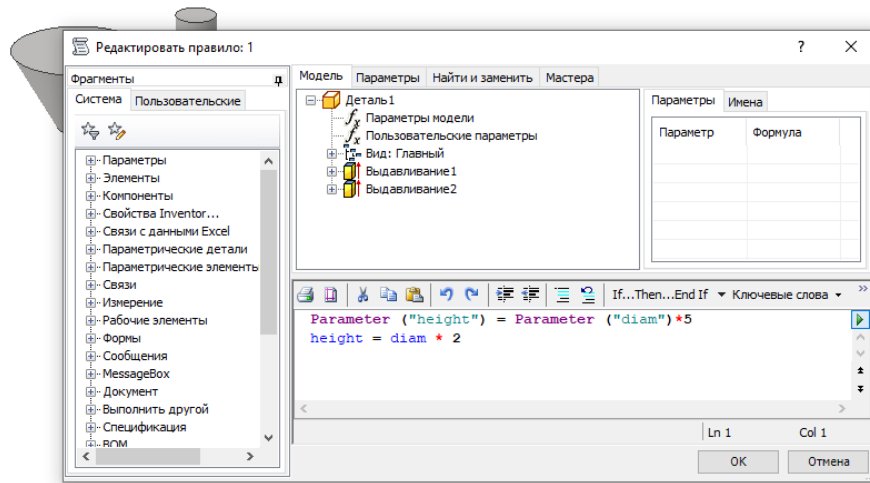 Редактировать правило: 1
?
Фрагменты
Система Пользовательские
Параметры
Элементы
Компоненты
Свойства Inventor...
Связи с данными Excel
Параметрические детали
Параметрические элементы
Связи
Измерение
Рабочие элементы
Формы
Сообщения
MessageBox
Документ
Выполнить другой
Спецификация
BOM
Модель Параметры Найти и заменить Мастера
Деталь1
Параметры модели
Пользовательские параметры
Вид: Главный
Выдавливание1
Выдавливание2
Параметры Имена
Параметр Формула
If...Then...End If Ключевые слова
Parameter ("height") = Parameter ("diam")*5
height = diam * 2
Ln 1 Col 1
OK Отмена